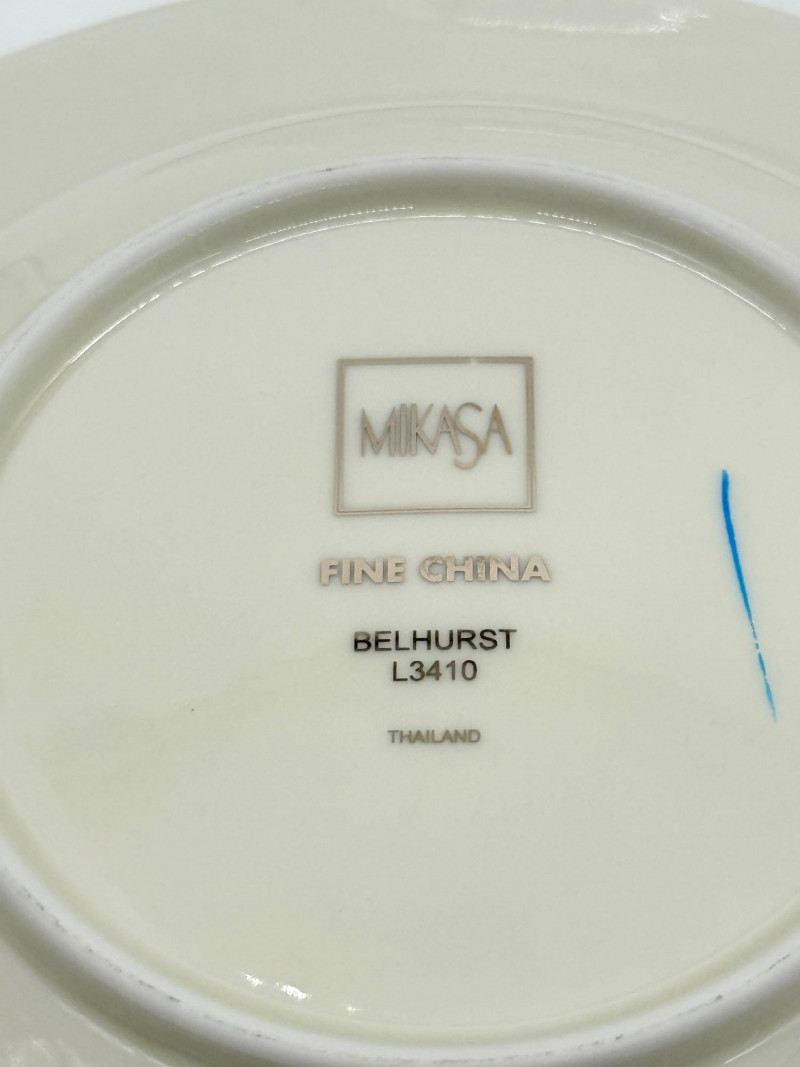 MIKASA
FINE CHINA
BELHURST
L3410
THAILAND